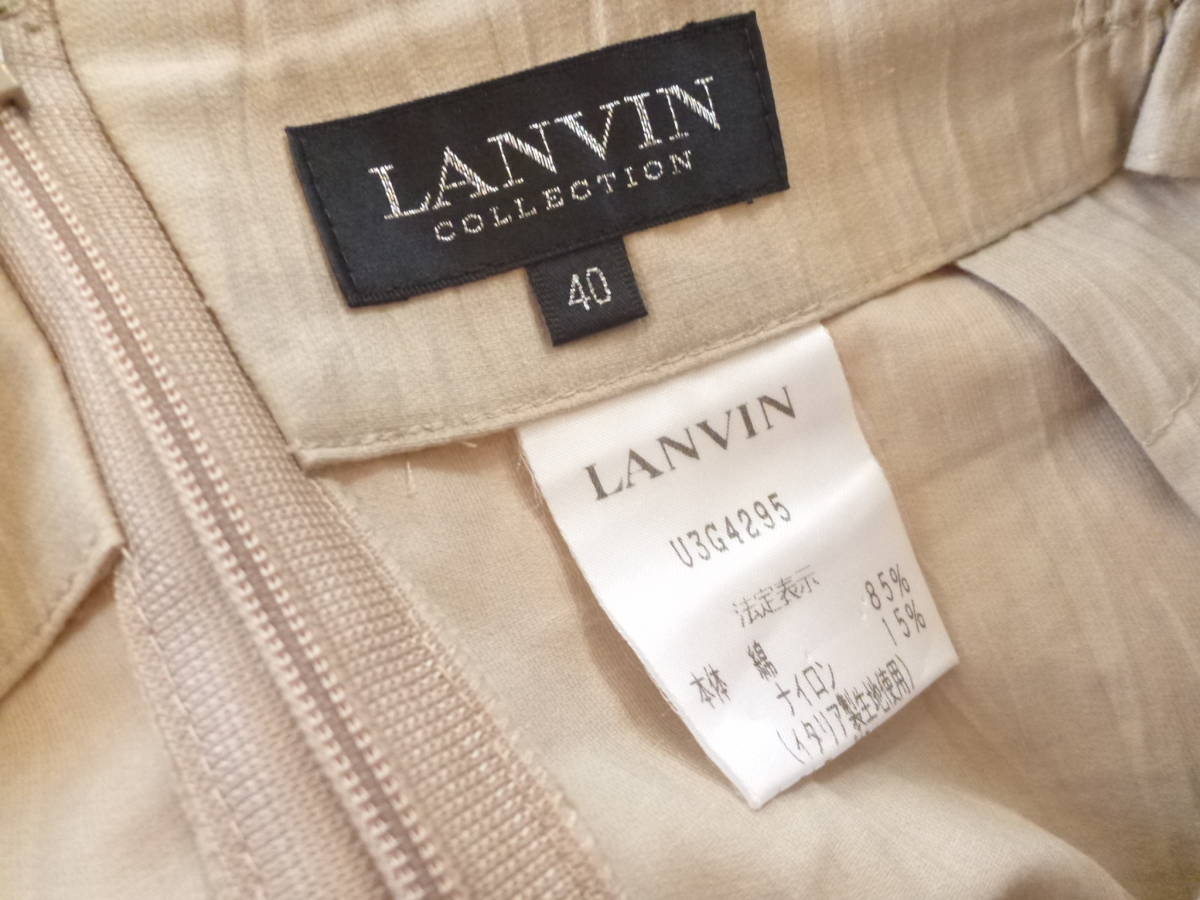 LANVIN
COLLECTION
40
LANVIN
U3G4295
法定表示
本体 綿 85%
ナイロン 15%
(イタリア製生地使用)